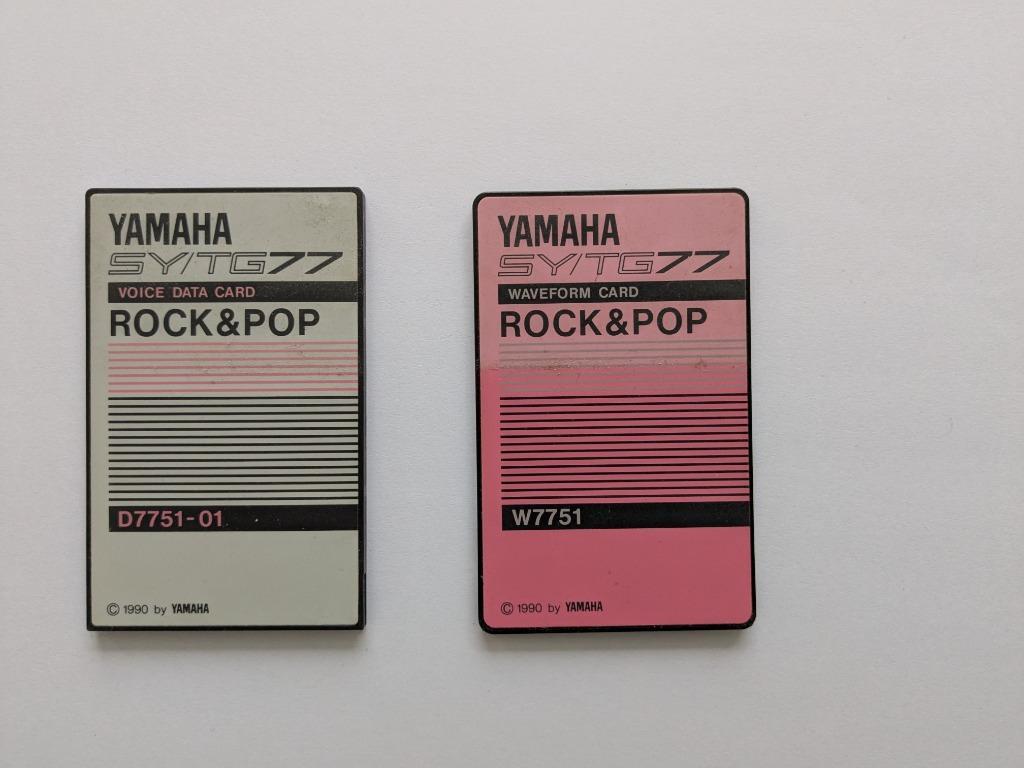 YAMAHA
SY/TG77
VOICE DATA CARD
ROCK&POP
D7751-01
© 1990 by YAMAHA
YAMAHA
SY/TG77
WAVEFORM CARD
ROCK&POP
W7751
© 1990 by YAMAHA